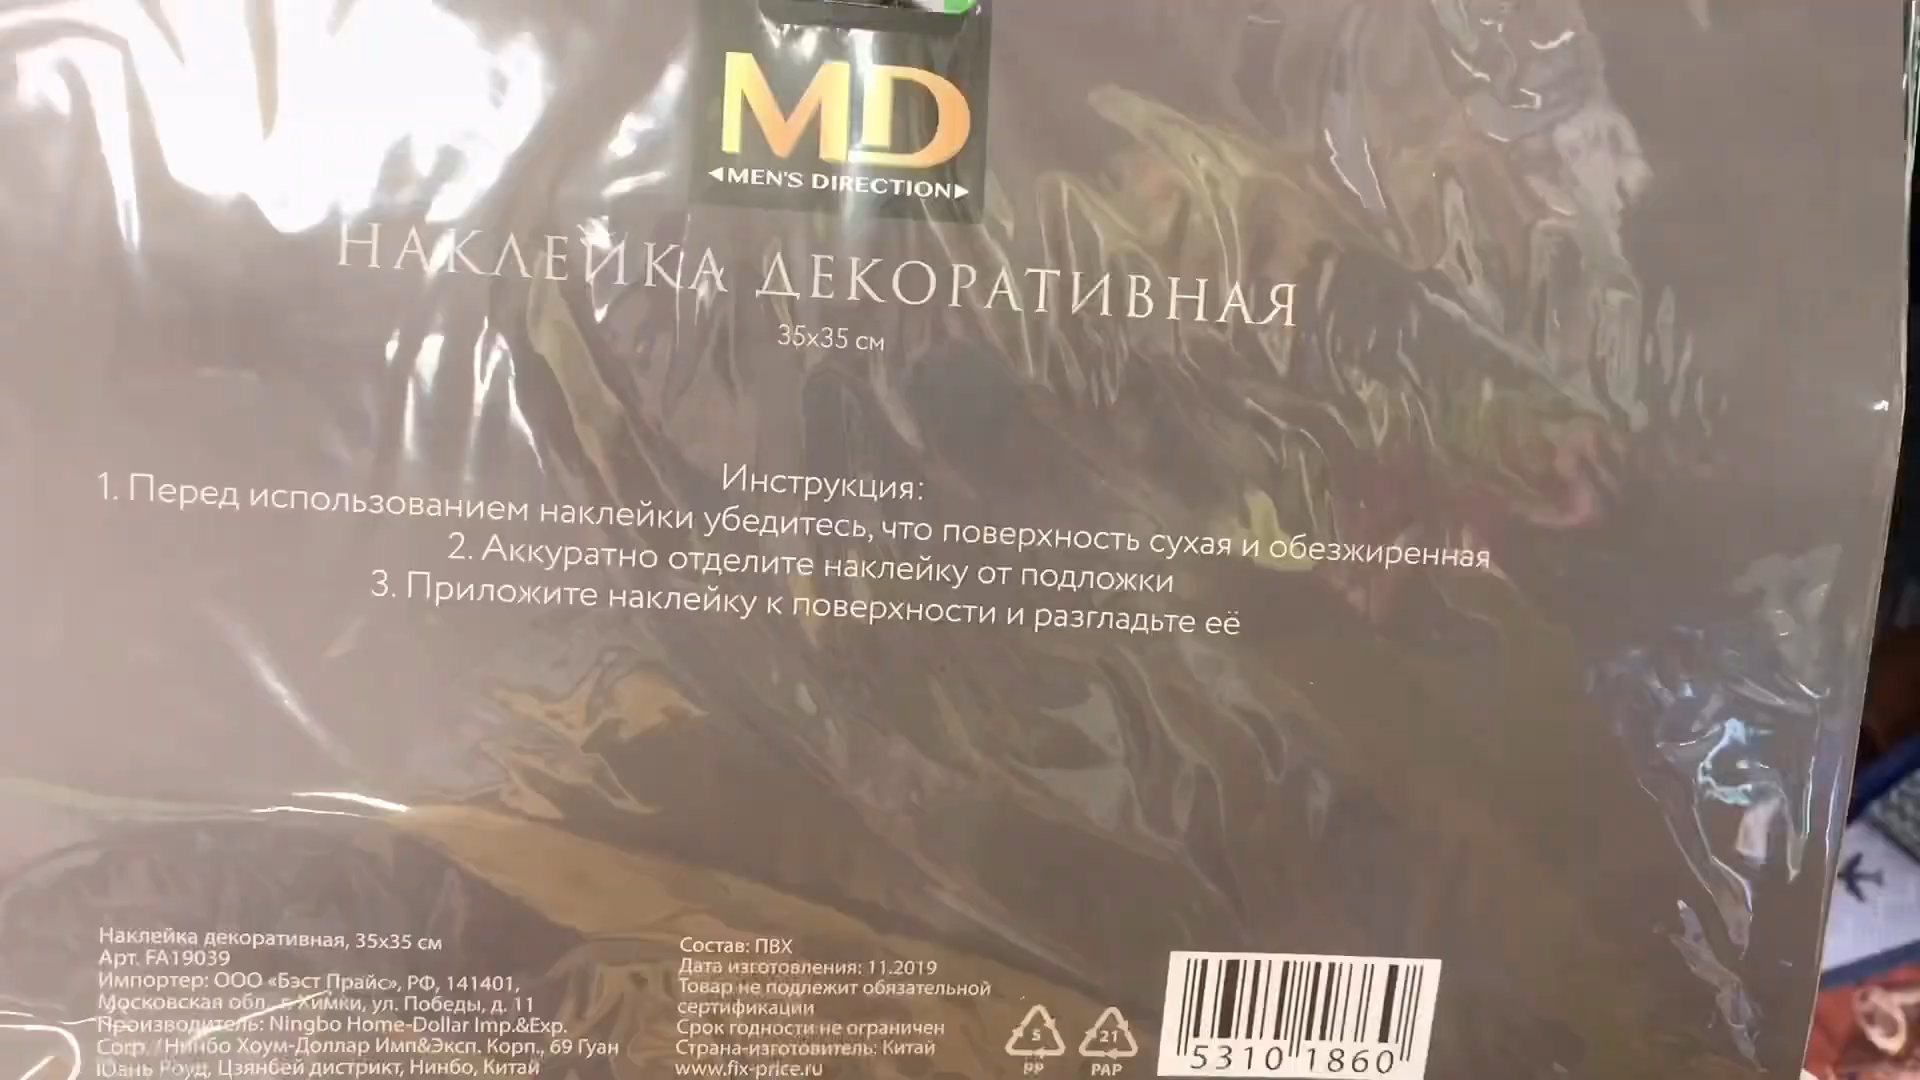 MD
MEN'S DIRECTION
НАКЛЕЙКА ДЕКОРАТИВНАЯ
35х35 см
Инструкция:
1. Перед использованием наклейки убедитесь, что поверхность сухая и обезжиренная
2. Аккуратно отделите наклейку от подложки
3. Приложите наклейку к поверхности и разгладьте её
Наклейка декоративная, 35х35 см
Арт. FA19039
Импортер: ООО «Бэст Прайс», РФ, 141401,
Московская обл., г. Химки, ул. Победы, д. 11
Производитель: Ningbo Home-Dollar Imp.&Exp.
Corp. / Нинбо Хоум-Доллар Имп&Эксп. Корп., 69 Гуан
Юань Роуд, Цзянбей дистрикт, Нинбо, Китай
Состав: ПВХ
Дата изготовления: 11.2019
Товар не подлежит обязательной
сертификации
Срок годности не ограничен
Страна-изготовитель: Китай
www.fix-price.ru
5
PP
21
PAP
5310 1860